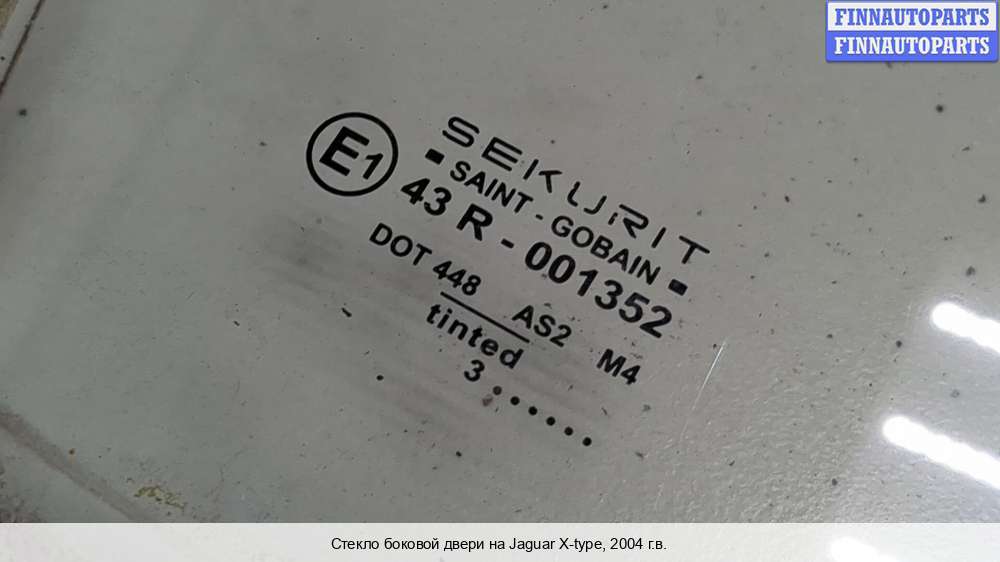 FINNAUTOPARTS
FINNAUTOPARTS
SEKURIT
SAINT - GOBAIN
E1
43 R - 001352
DOT 448 AS2 M4
tinted
3......
Стекло боковой двери на Jaguar X-type, 2004 г.в.